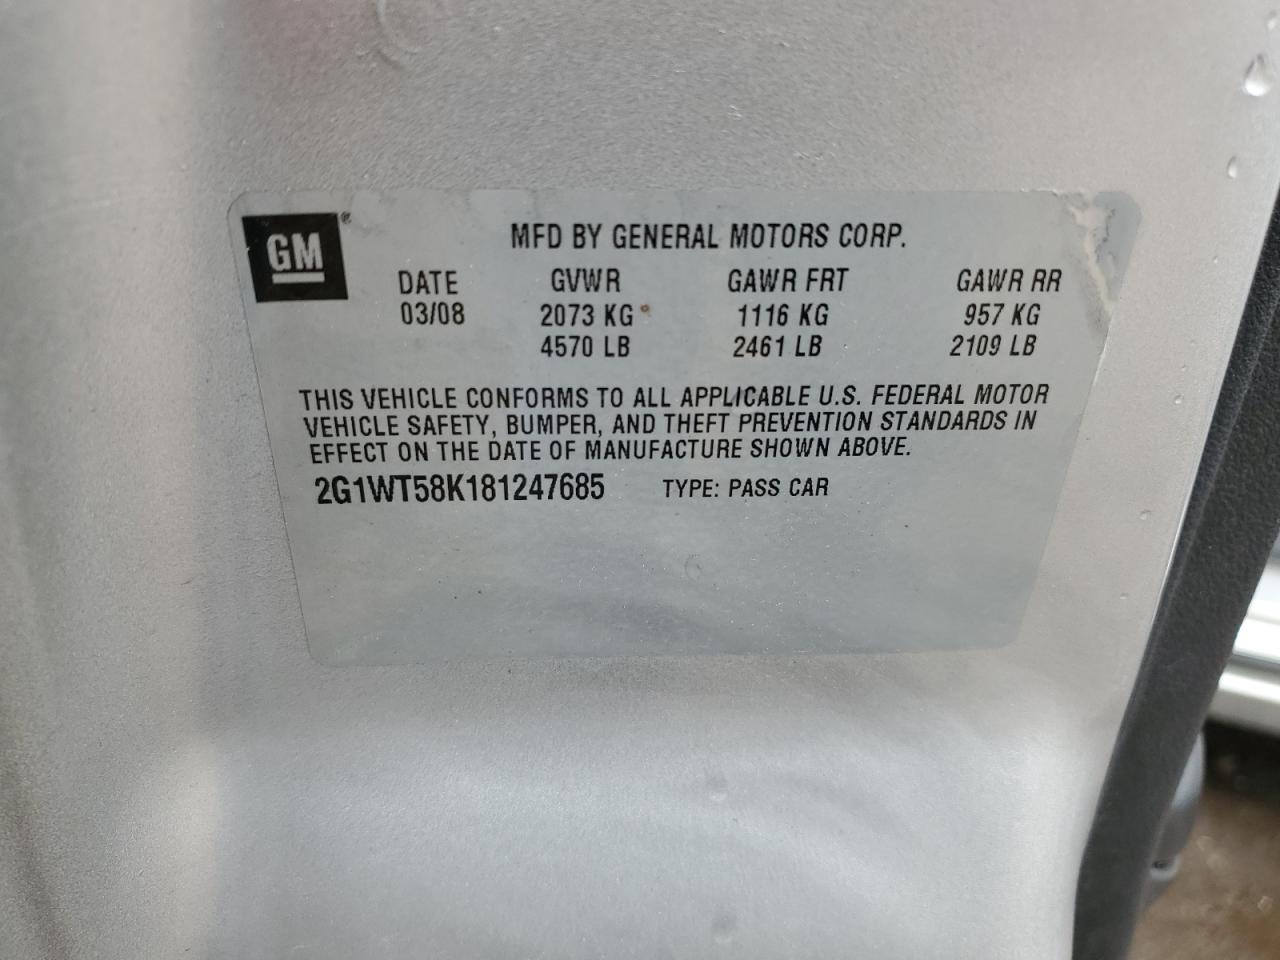 GM®
MFD BY GENERAL MOTORS CORP.
DATE GVWR GAWR FRT GAWR RR
03/08 2073 KG 1116 KG 957 KG
4570 LB 2461 LB 2109 LB
THIS VEHICLE CONFORMS TO ALL APPLICABLE U.S. FEDERAL MOTOR
VEHICLE SAFETY, BUMPER, AND THEFT PREVENTION STANDARDS IN
EFFECT ON THE DATE OF MANUFACTURE SHOWN ABOVE.
2G1WT58K181247685 TYPE: PASS CAR